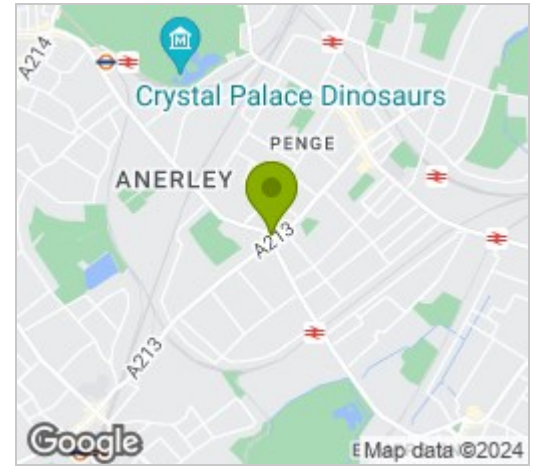 A214
Crystal Palace Dinosaurs
PENGE
ANERLEY
A213
A213
Google
Map data ©2024